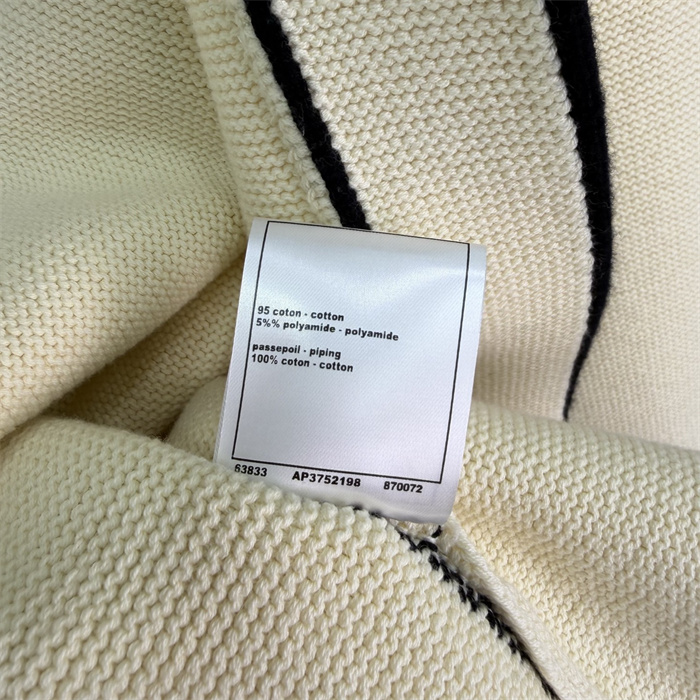 95 coton - cotton
5%% polyamide - polyamide
passepoil - piping
100% coton - cotton
63833 AP3752198 870072